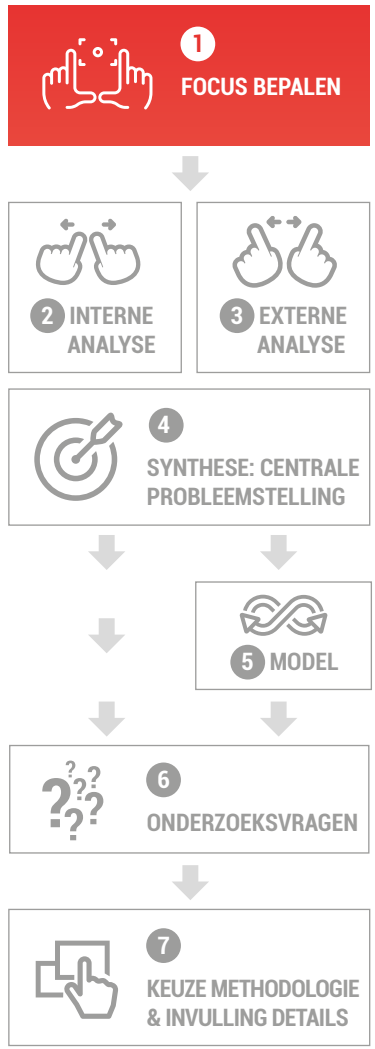 1
FOCUS BEPALEN
2 INTERNE
ANALYSE
3 EXTERNE
ANALYSE
4
SYNTHESE: CENTRALE
PROBLEEMSTELLING
5 MODEL
???
???
6
ONDERZOEKSVRAGEN
7
KEUZE METHODOLOGIE
& INVULLING DETAILS